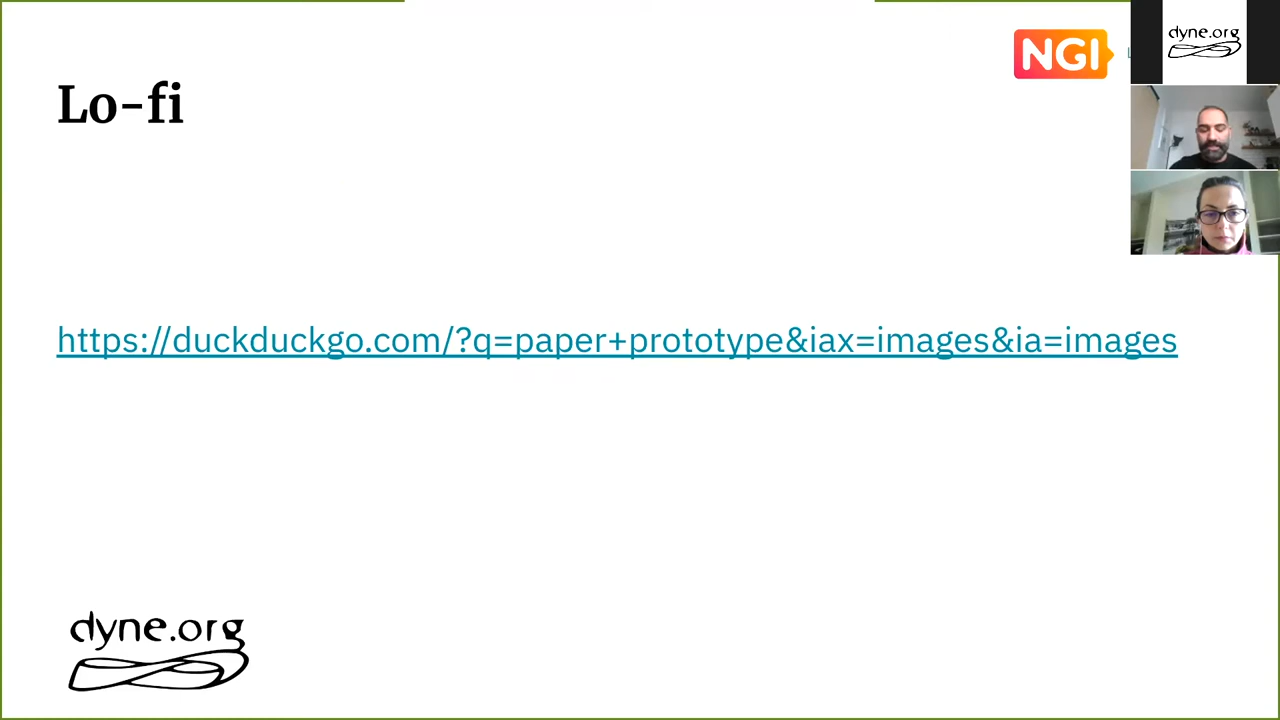 NGI
dyne.org
Lo-fi
https://duckduckgo.com/?q=paper+prototype&iax=images&ia=images
dyne.org